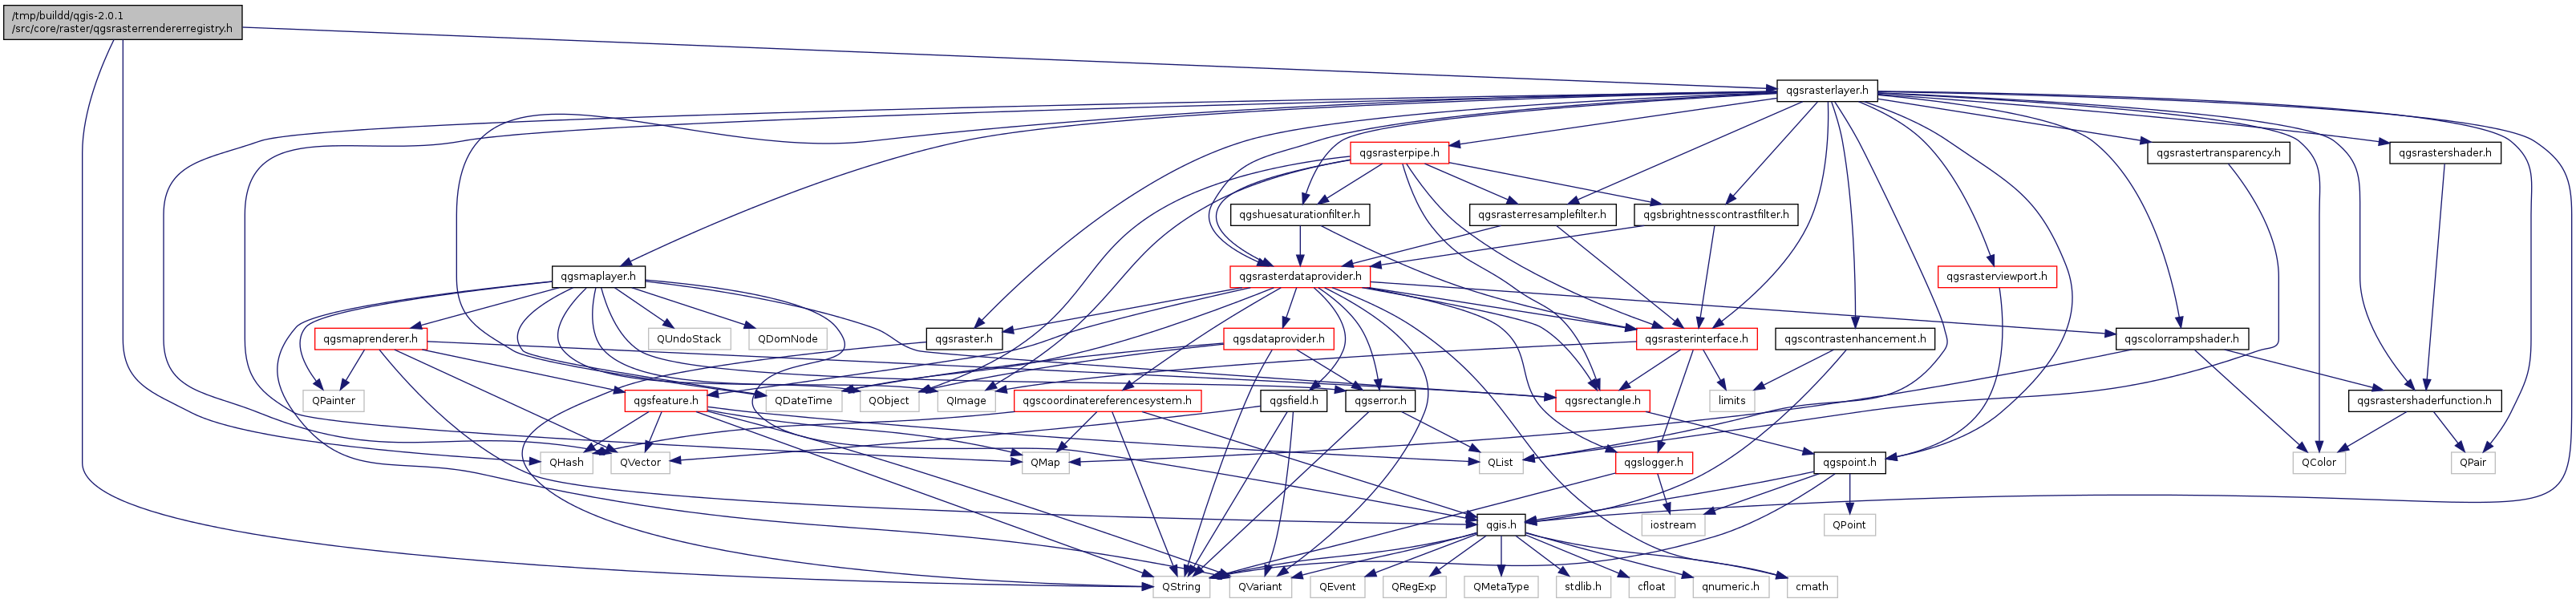 /tmp/buildd/qgis-2.0.1
/src/core/raster/qgsrasterrendererregistry.h
qgsrasterlayer.h
qgsrasterpipe.h
qgsrastertransparency.h
qgsrastershader.h
qgshuesaturationfilter.h
qgsrasterresamplefilter.h
qgsbrightnesscontrastfilter.h
qgsmaplayer.h
qgsrasterdataprovider.h
qgsrasterviewport.h
qgsmaprenderer.h
QUndoStack
QDomNode
qgsraster.h
qgsdataprovider.h
qgsrasterinterface.h
qgscontrastenhancement.h
qgscolorrampshader.h
QPainter
qgsfeature.h
QDateTime
QObject
QImage
qgscoordinatereferencesystem.h
qgsfield.h
qgserror.h
qgsrectangle.h
limits
qgsrastershaderfunction.h
QHash
QVector
QMap
QList
qgslogger.h
qgspoint.h
QColor
QPair
qgis.h
iostream
QPoint
QString
QVariant
QEvent
QRegExp
QMetaType
stdlib.h
cfloat
qnumeric.h
cmath